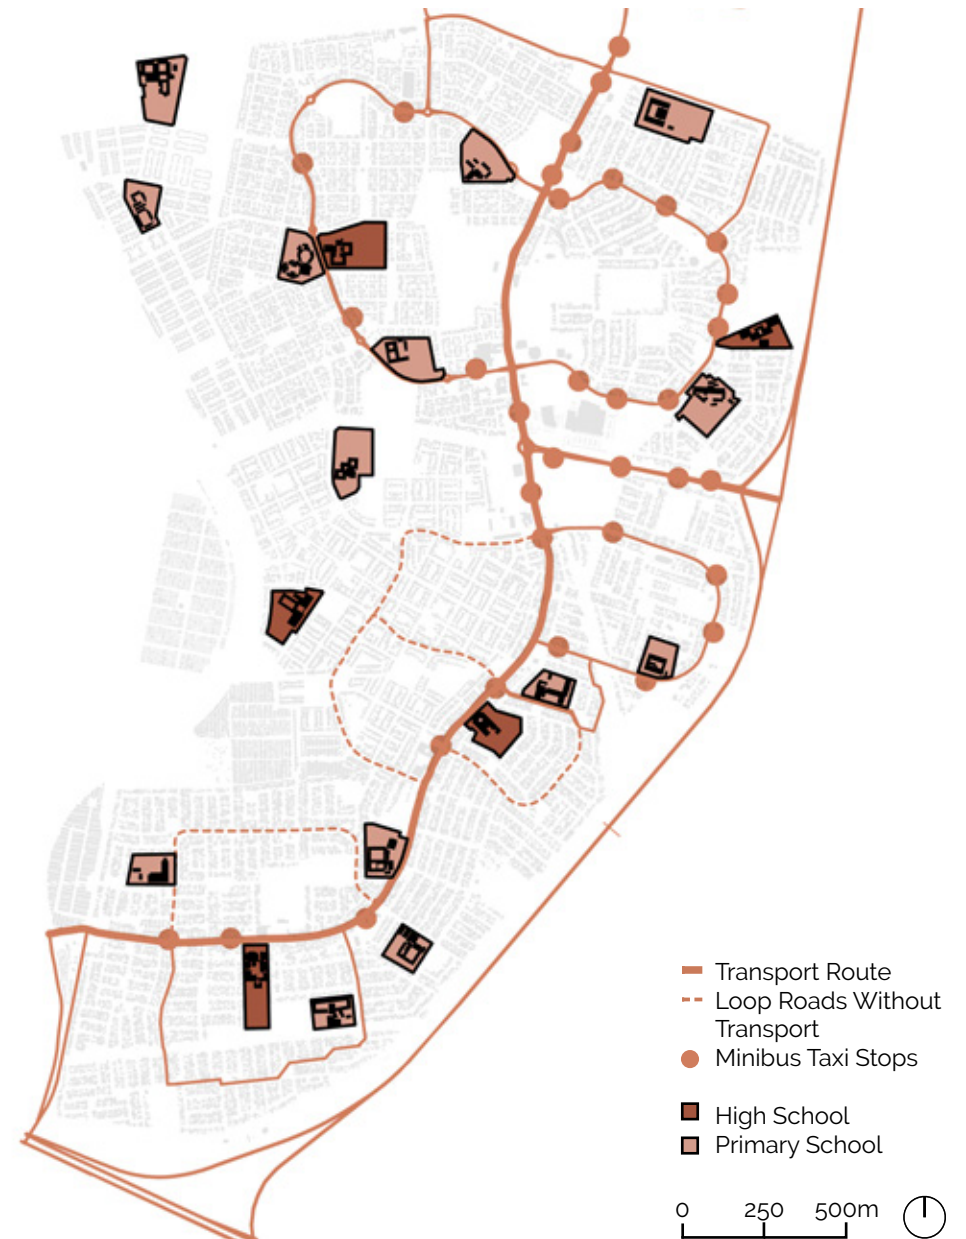 Transport Route
Loop Roads Without
Transport
Minibus Taxi Stops
High School
Primary School
0 250 500m